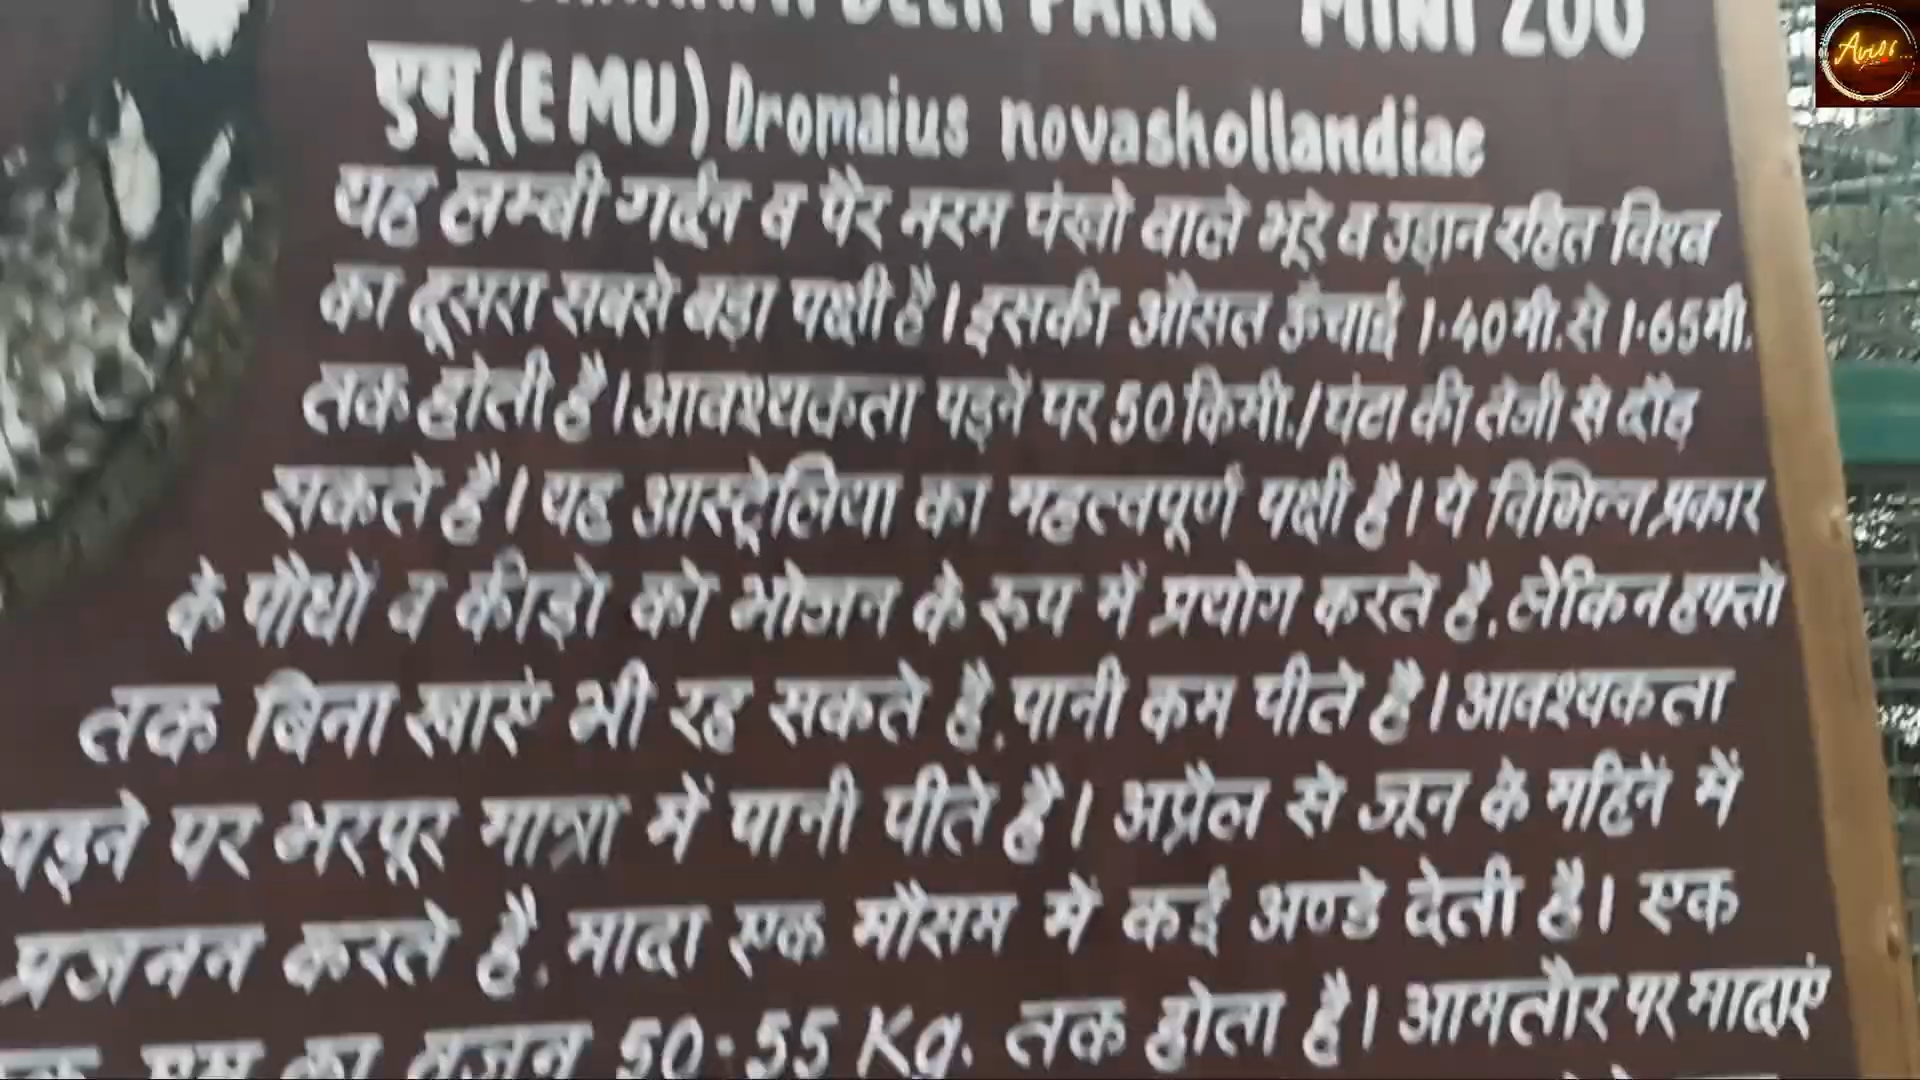 DEER PARK MINI ZOO
एमू (EMU) Dromaius novashollandiae
यह लम्बी गर्दन व पैर नरम पंखो वाले भूरे व उड़ान रहित विश्व
का दूसरा सबसे बड़ा पक्षी है । इसकी औसत ऊंचाई 1.40मी. से 1.65मी.
तक होती है । आवश्यकता पड़ने पर 50 किमी./घंटा की तेजी से दौड़
सकते हैं । यह आस्ट्रेलिया का महत्वपूर्ण पक्षी है । ये विभिन्न प्रकार
के पौधो व कीड़ो को भोजन के रूप में प्रयोग करते है, लेकिन हफ्तो
तक बिना खाएं भी रह सकते है, पानी कम पीते है । आवश्यकता
पड़ने पर भरपूर मात्रा में पानी पीते हैं । अप्रैल से जून के महिनें में
प्रजनन करते हैं, मादा एक मौसम में कई अण्डे देती है । एक
का वजन 50-55 Kg. तक होता है । आमतौर पर मादाएं